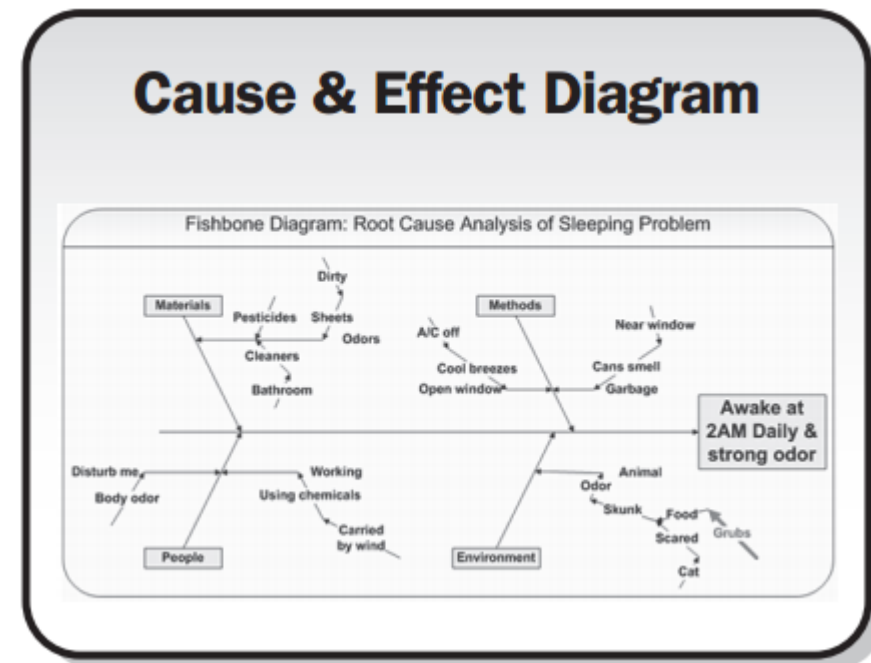 Cause & Effect Diagram
Fishbone Diagram: Root Cause Analysis of Sleeping Problem
Dirty
Materials
Pesticides
Sheets
Odors
Cleaners
Bathroom
Methods
A/C off
Near window
Cool breezes
Cans smell
Open window
Garbage
Awake at
2AM Daily &
strong odor
Disturb me
Working
Body odor
Using chemicals
Carried
by wind
People
Animal
Odor
Skunk
Food
Grubs
Scared
Cat
Environment